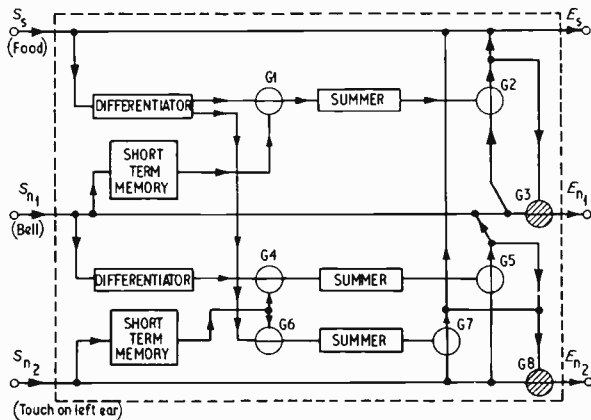 Ss
Es
(Food)
G1
G2
DIFFERENTIATOR
SUMMER
SHORT
TERM
MEMORY
G3
Sn1
En1
(Bell)
G4
G5
DIFFERENTIATOR
SUMMER
SHORT
TERM
MEMORY
G6
SUMMER
G7
G8
Sn2
En2
(Touch on left ear)